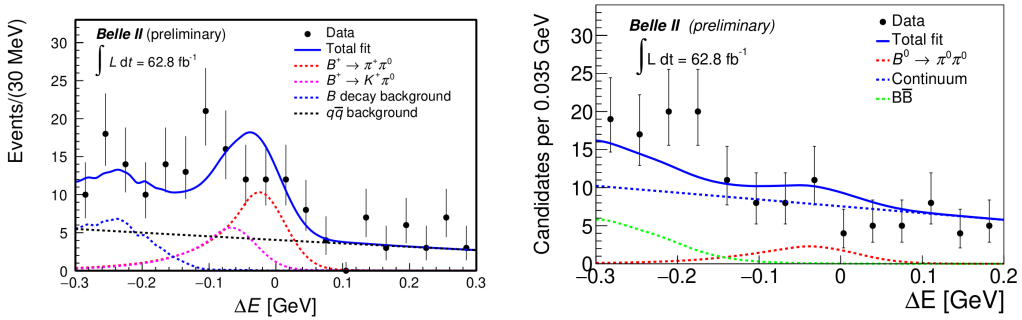 Events/(30 MeV)
30
25
20
15
10
5
0
Belle II (preliminary)
∫ L dt = 62.8 fb⁻¹
Data
Total fit
B⁺ → π⁺π⁰
B⁺ → K⁺π⁰
B decay background
qq̅ background
−0.3 −0.2 −0.1 0 0.1 0.2 0.3
ΔE [GeV]
Candidates per 0.035 GeV
30
25
20
15
10
5
0
Belle II (preliminary)
∫ L dt = 62.8 fb⁻¹
Data
Total fit
B⁰ → π⁰π⁰
Continuum
BB̅
−0.3 −0.2 −0.1 0 0.1 0.2
ΔE [GeV]